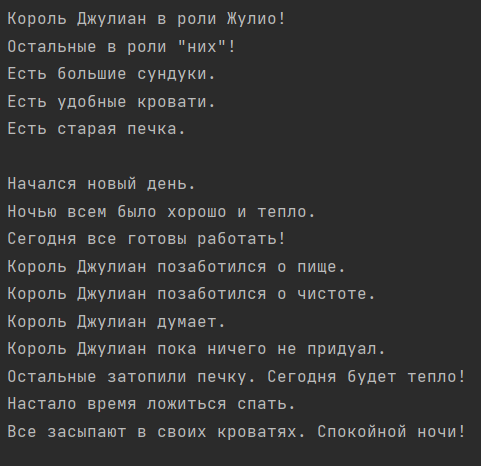 Король Джулиан в роли Жулио!
Остальные в роли "них"!
Есть большие сундуки.
Есть удобные кровати.
Есть старая печка.
Начался новый день.
Ночью всем было хорошо и тепло.
Сегодня все готовы работать!
Король Джулиан позаботился о пище.
Король Джулиан позаботился о чистоте.
Король Джулиан думает.
Король Джулиан пока ничего не придуал.
Остальные затопили печку. Сегодня будет тепло!
Настало время ложиться спать.
Все засыпают в своих кроватях. Спокойной ночи!